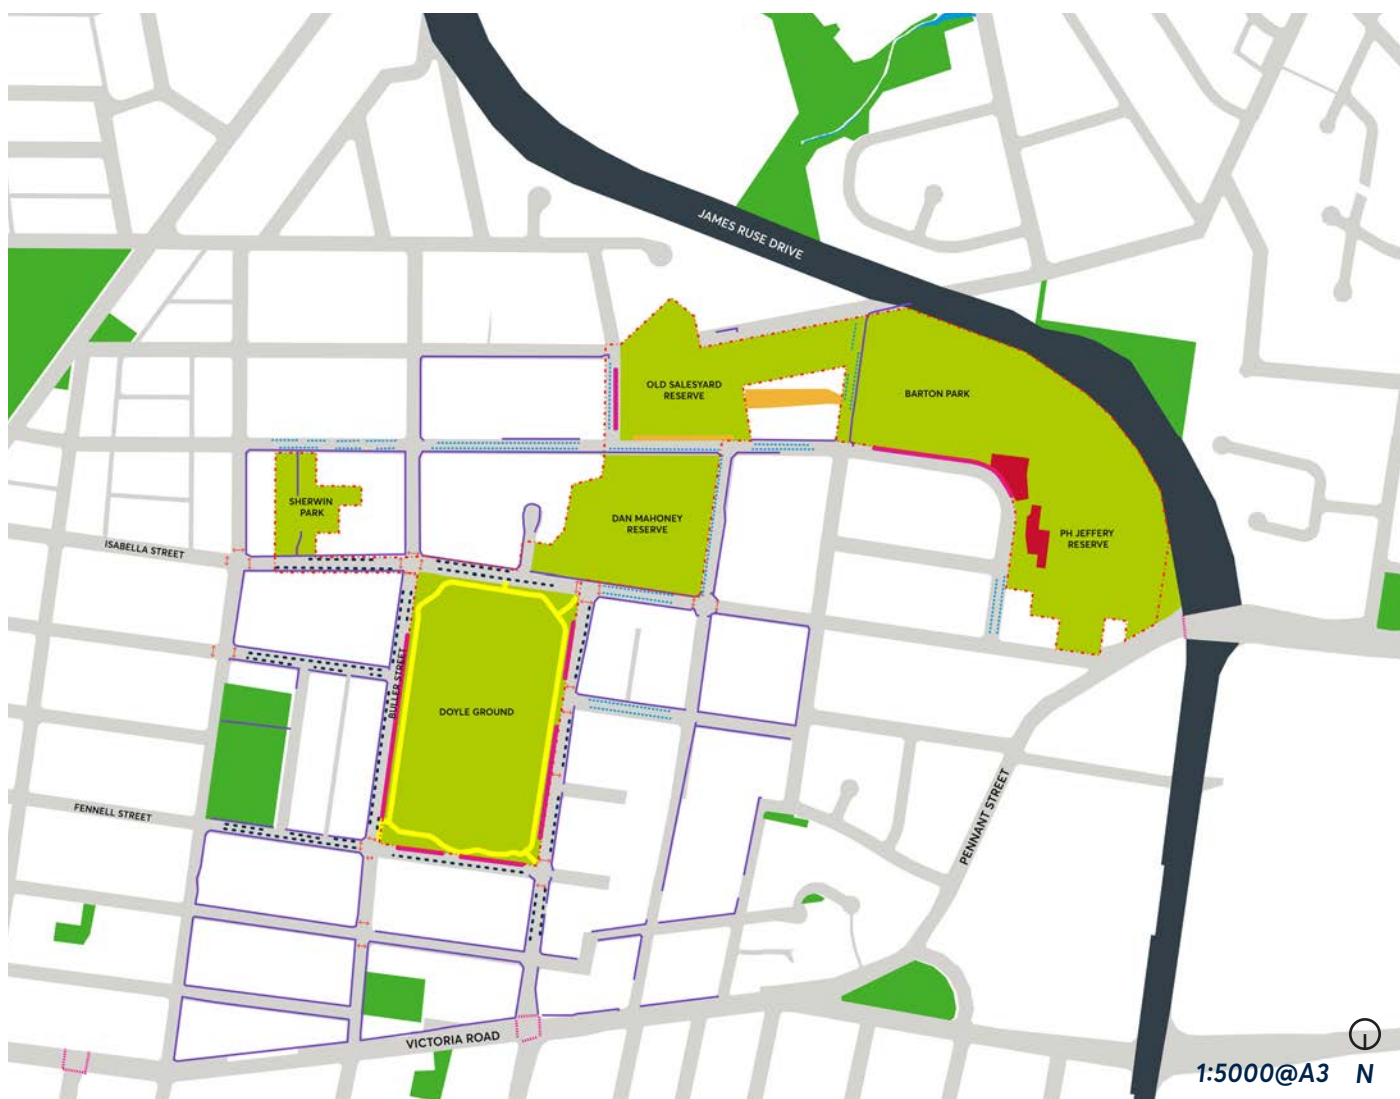 JAMES RUSE DRIVE
OLD SALESYARD
RESERVE
BARTON PARK
SHERWIN
PARK
DAN MAHONEY
RESERVE
PH JEFFERY
RESERVE
ISABELLA STREET
BULLER STREET
DOYLE GROUND
FENNELL STREET
PENNANT STREET
VICTORIA ROAD
1:5000@A3 N